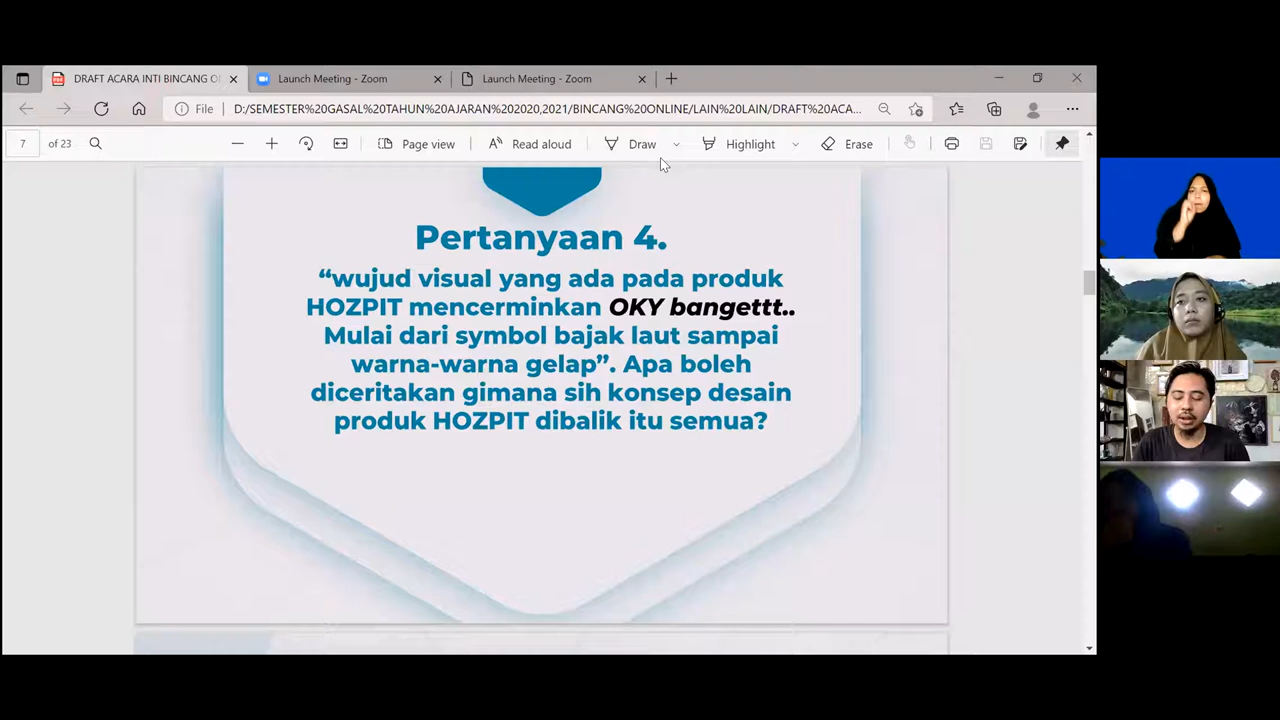 DRAFT ACARA INTI BINCANG O
Launch Meeting - Zoom
Launch Meeting - Zoom
File
D:/SEMESTER%20GASAL%20TAHUN%20AJARAN%202020,2021/BINCANG%20ONLINE/LAIN%20LAIN/DRAFT%20ACA...
7 of 23
Page view
Read aloud
Draw
Highlight
Erase
Pertanyaan 4.
“wujud visual yang ada pada produk
HOZPIT mencerminkan OKY bangettt..
Mulai dari symbol bajak laut sampai
warna-warna gelap”. Apa boleh
diceritakan gimana sih konsep desain
produk HOZPIT dibalik itu semua?